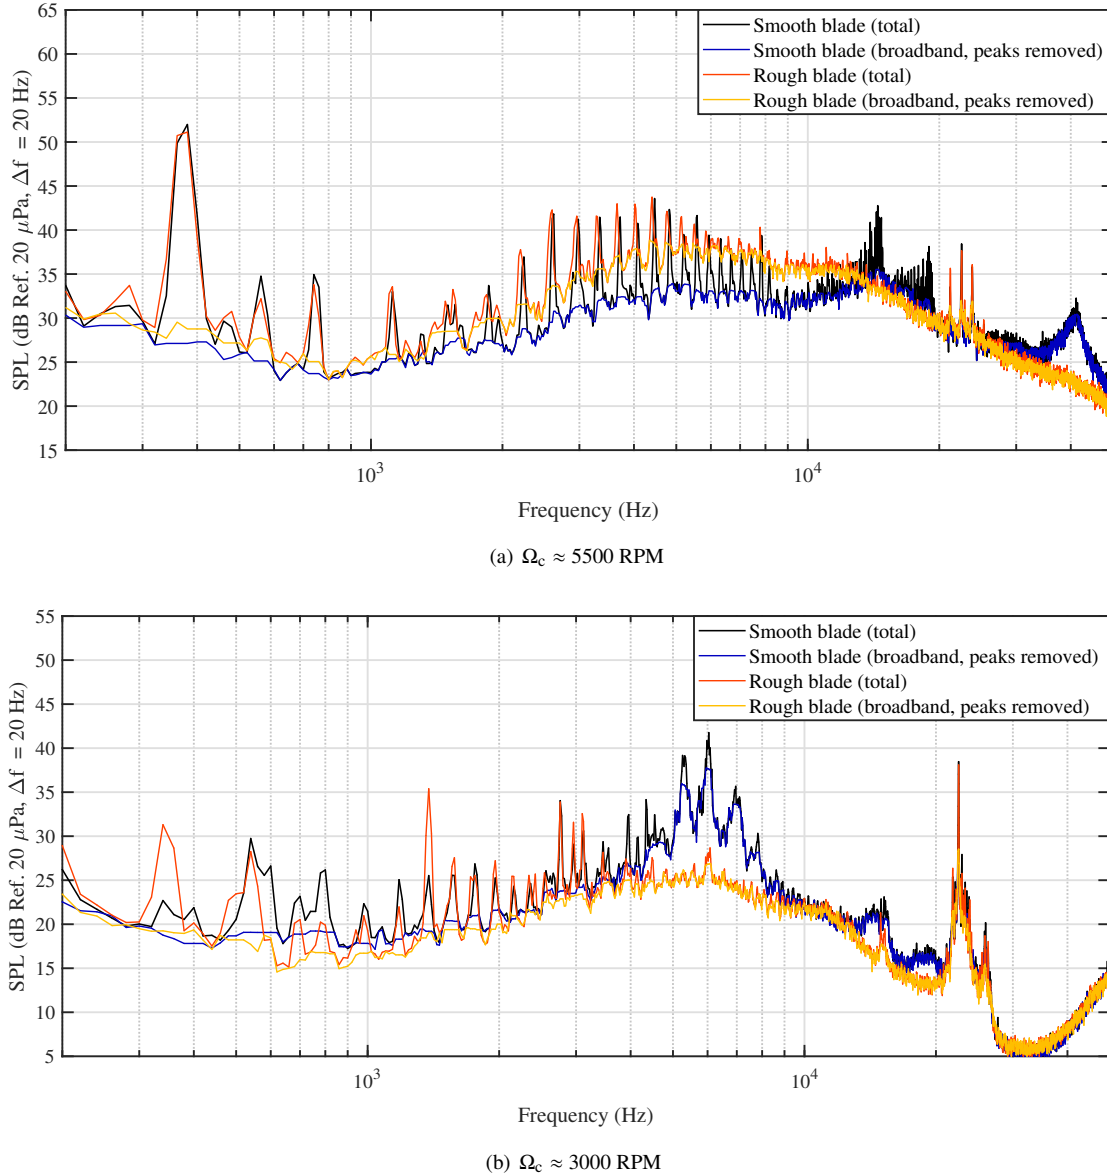 65
60
55
50
45
40
35
30
25
20
15
SPL (dB Ref. 20 μPa, Δf = 20 Hz)
Smooth blade (total)
Smooth blade (broadband, peaks removed)
Rough blade (total)
Rough blade (broadband, peaks removed)
10³ 10⁴
Frequency (Hz)
(a) Ωc ≈ 5500 RPM
55
50
45
40
35
30
25
20
15
10
5
SPL (dB Ref. 20 μPa, Δf = 20 Hz)
Smooth blade (total)
Smooth blade (broadband, peaks removed)
Rough blade (total)
Rough blade (broadband, peaks removed)
10³ 10⁴
Frequency (Hz)
(b) Ωc ≈ 3000 RPM